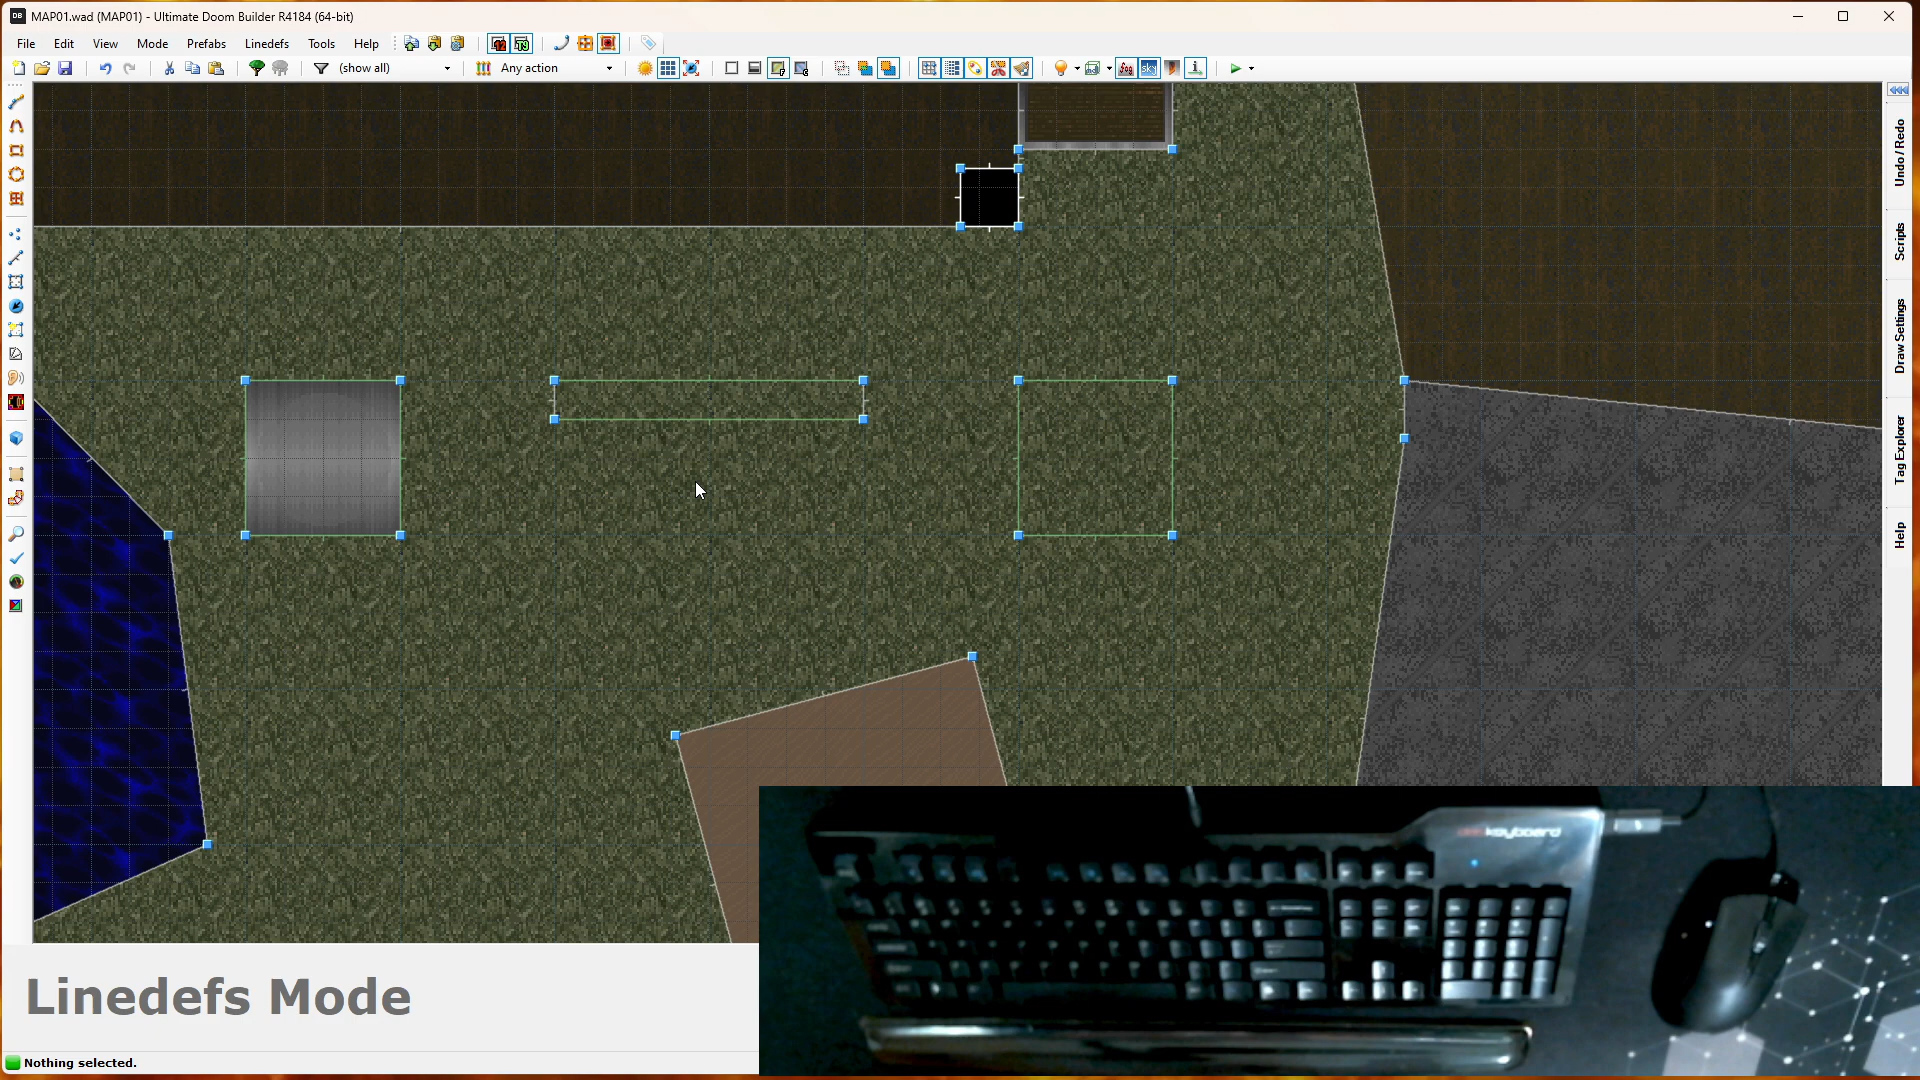 MAP01.wad (MAP01) - Ultimate Doom Builder R4184 (64-bit)
File Edit View Mode Prefabs Linedefs Tools Help
(show all) Any action
Undo / Redo
Scripts
Draw Settings
Tag Explorer
Help
keyboard
Linedefs Mode
Nothing selected.